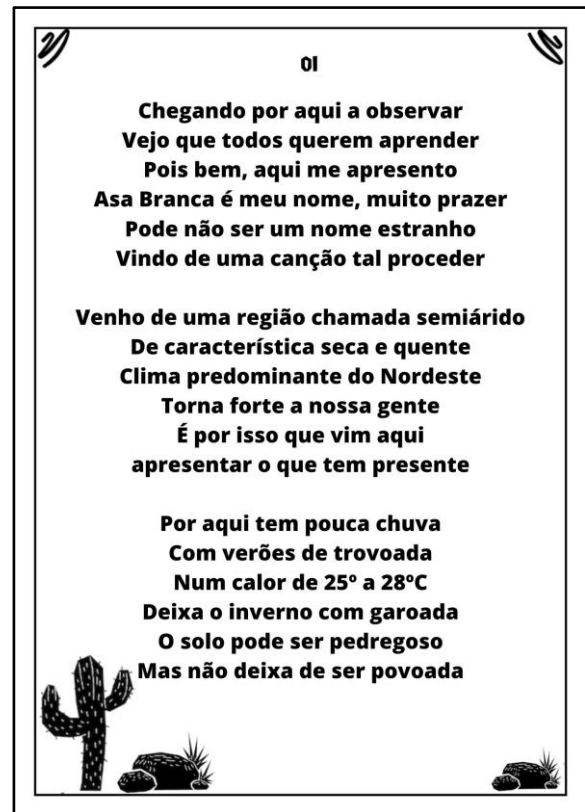 01
Chegando por aqui a observar
Vejo que todos querem aprender
Pois bem, aqui me apresento
Asa Branca é meu nome, muito prazer
Pode não ser um nome estranho
Vindo de uma canção tal proceder
Venho de uma região chamada semiárido
De característica seca e quente
Clima predominante do Nordeste
Torna forte a nossa gente
É por isso que vim aqui
apresentar o que tem presente
Por aqui tem pouca chuva
Com verões de trovoada
Num calor de 25º a 28ºC
Deixa o inverno com garoada
O solo pode ser pedregoso
Mas não deixa de ser povoada